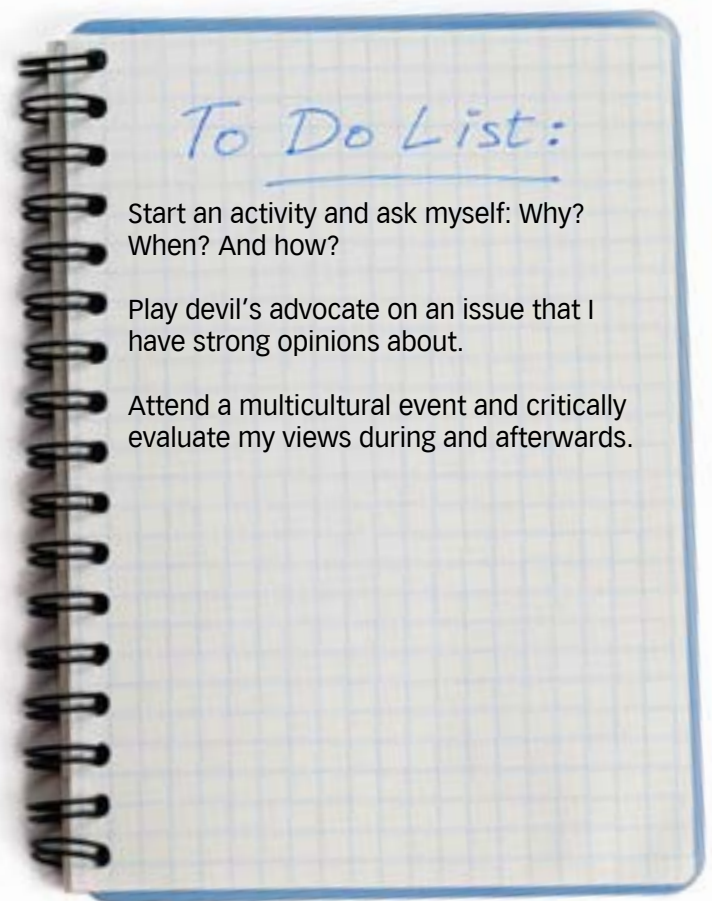 To Do List:
Start an activity and ask myself: Why?
When? And how?
Play devil's advocate on an issue that I
have strong opinions about.
Attend a multicultural event and critically
evaluate my views during and afterwards.